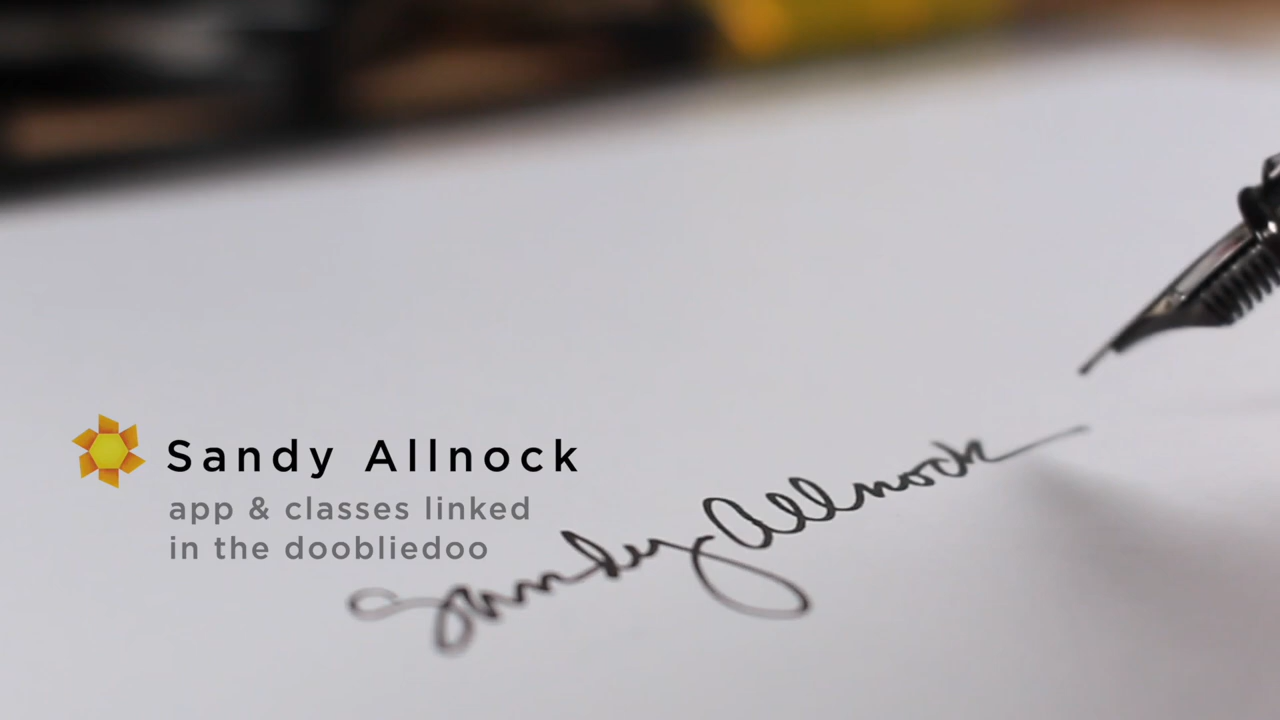 Sandy Allnock
app & classes linked
in the doobliedoo
Sandy Allnock